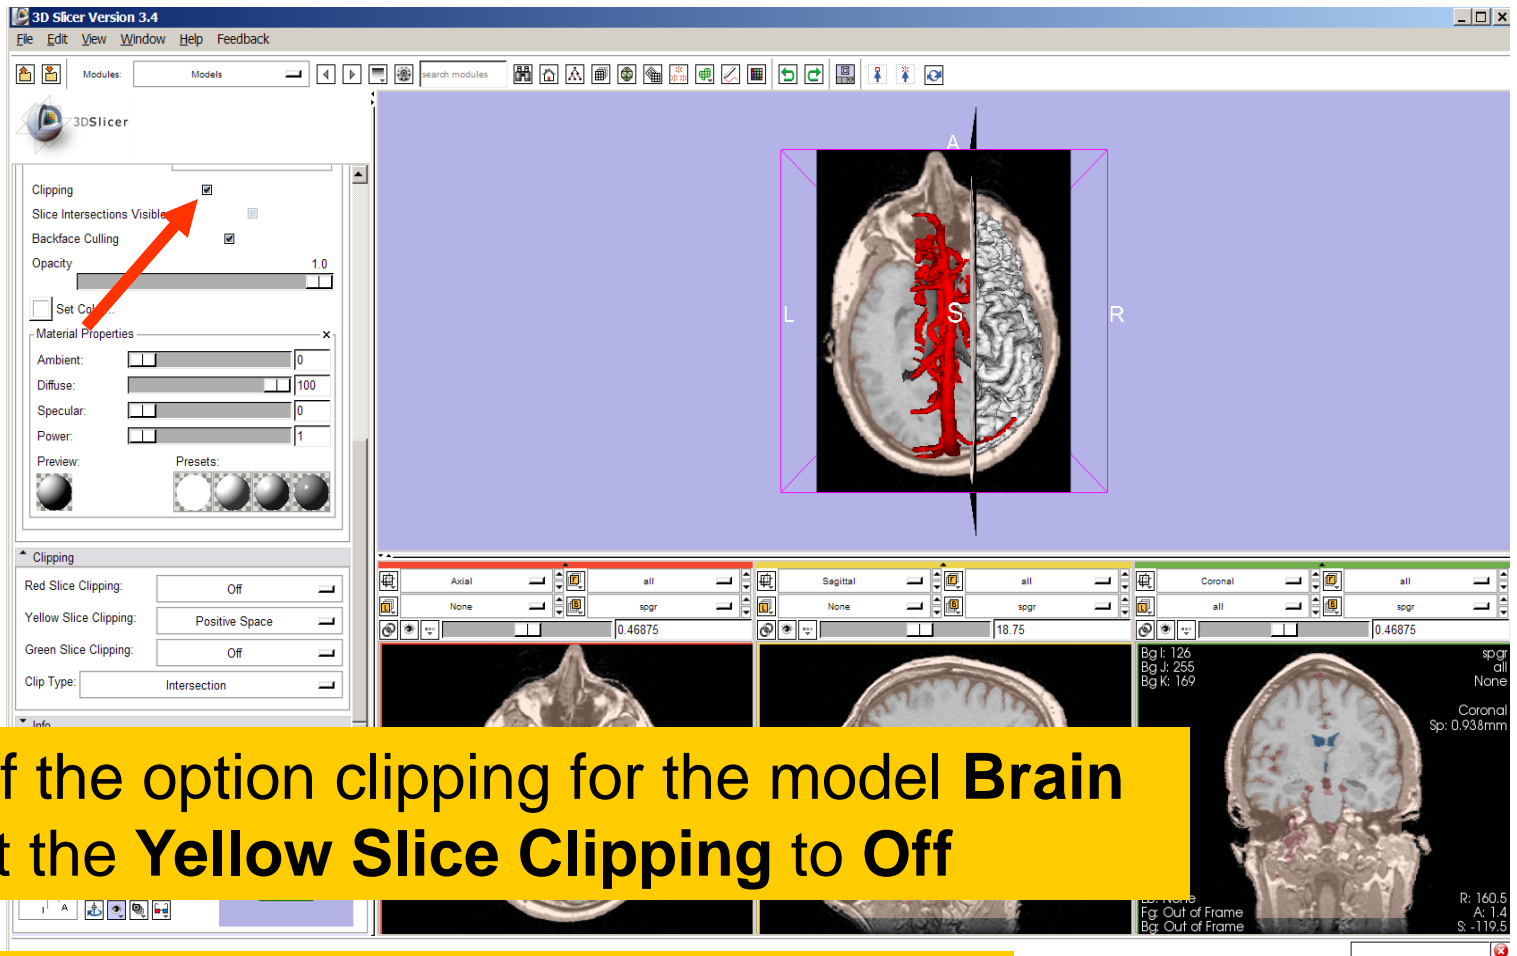 3D Slicer Version 3.4
File Edit View Window Help Feedback
Modules: Models search modules
3DSlicer
Clipping
Slice Intersections Visible
Backface Culling
Opacity 1.0
Set Col...
Material Properties
Ambient: 0
Diffuse: 100
Specular: 0
Power: 1
Preview: Presets:
Clipping
Red Slice Clipping: Off
Yellow Slice Clipping: Positive Space
Green Slice Clipping: Off
Clip Type: Intersection
Info
A
L S R
Axial all
None spgr
0.46875
Sagittal all
None spgr
18.75
Coronal all
all spgr
0.46875
Bg I: 126 spgr
Bg J: 255 all
Bg K: 169 None
Coronal
Sp: 0.938mm
f the option clipping for the model Brain
t the Yellow Slice Clipping to Off
R: 160.5
Fg: Out of Frame A: 1.4
Bg: Out of Frame S: -119.5